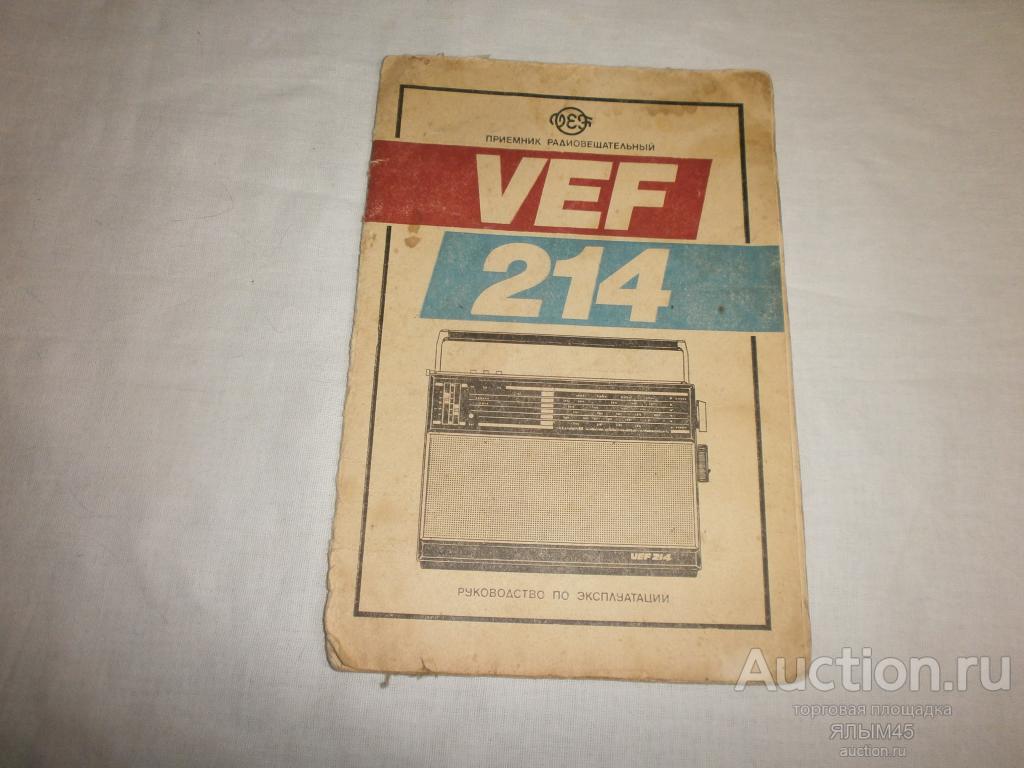 VEF
ПРИЕМНИК РАДИОВЕЩАТЕЛЬНЫЙ
VEF
214
VEF 214
РУКОВОДСТВО ПО ЭКСПЛУАТАЦИИ
Auction.ru
торговая площадка
ЯЛЫМ45
auction.ru